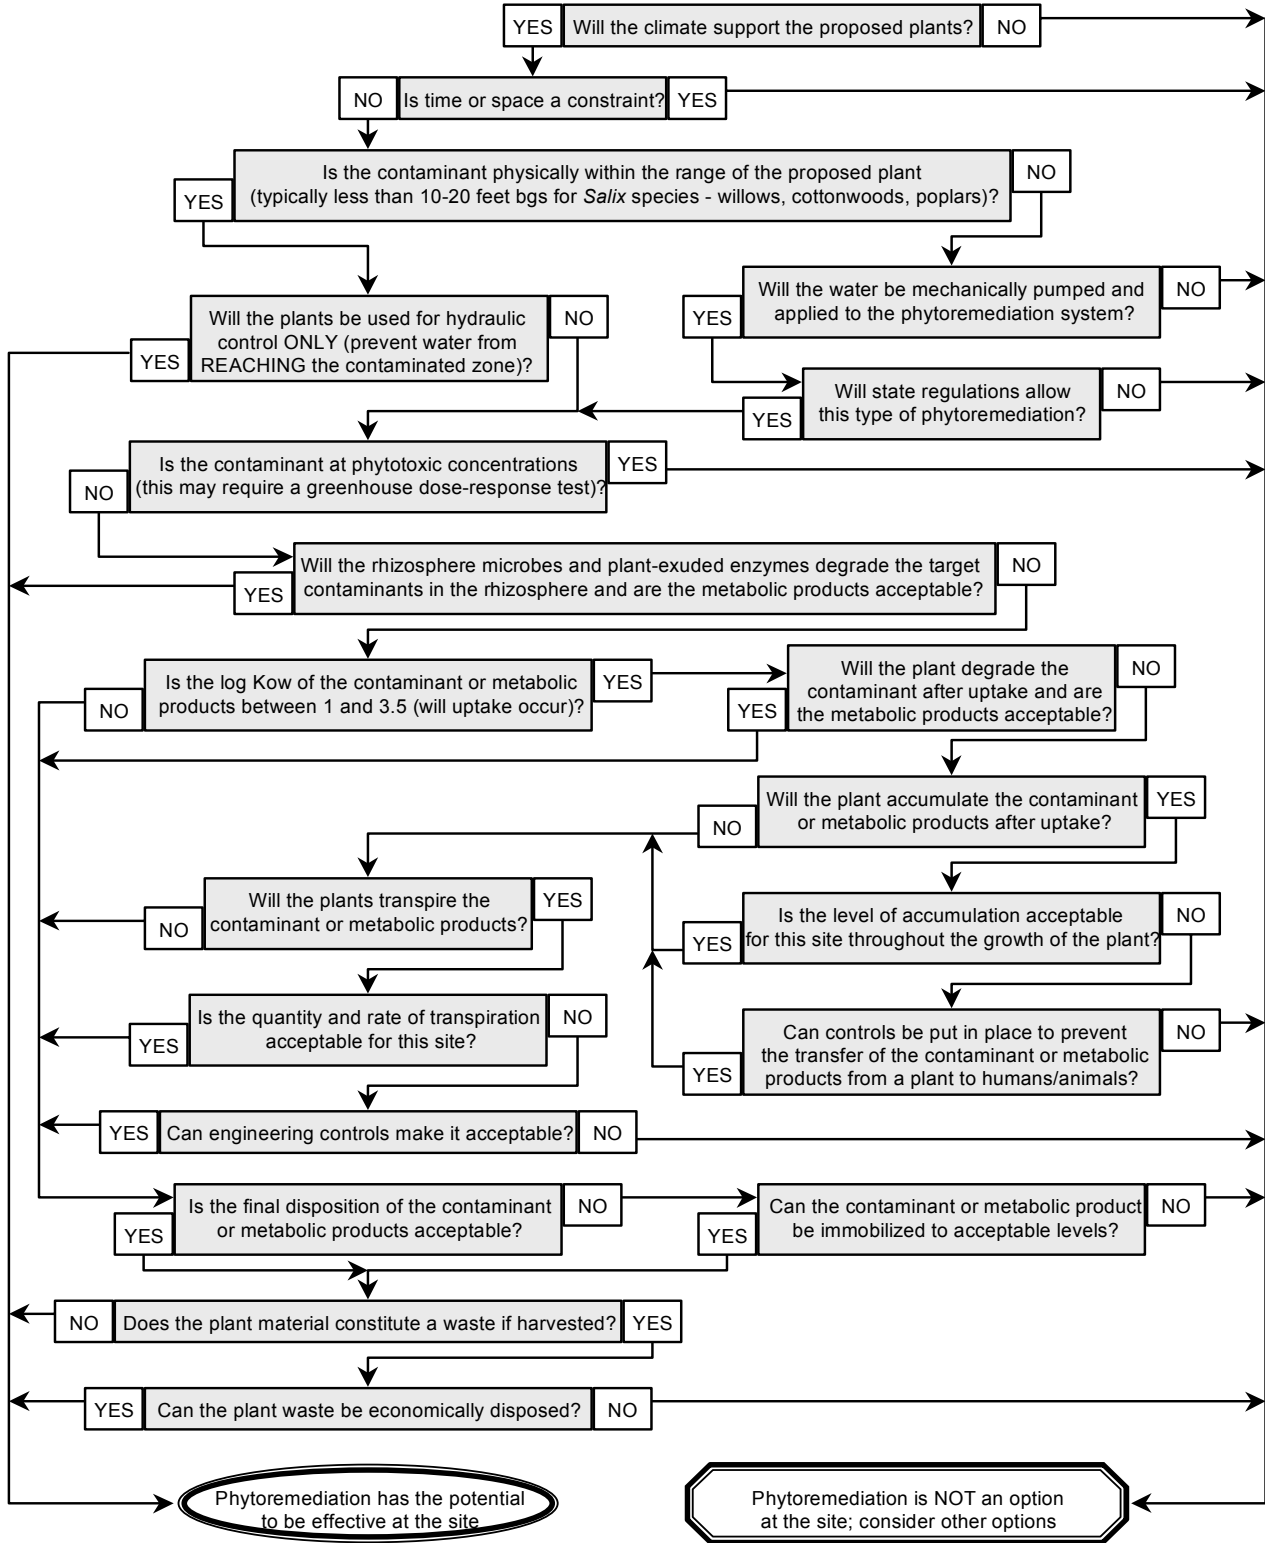 YES
Will the climate support the proposed plants?
NO
NO
Is time or space a constraint?
YES
Is the contaminant physically within the range of the proposed plant
(typically less than 10-20 feet bgs for Salix species - willows, cottonwoods, poplars)?
YES
NO
Will the water be mechanically pumped and
applied to the phytoremediation system?
YES
NO
Will the plants be used for hydraulic
control ONLY (prevent water from
REACHING the contaminated zone)?
YES
NO
Will state regulations allow
this type of phytoremediation?
YES
NO
Is the contaminant at phytotoxic concentrations
(this may require a greenhouse dose-response test)?
NO
YES
Will the rhizosphere microbes and plant-exuded enzymes degrade the target
contaminants in the rhizosphere and are the metabolic products acceptable?
YES
NO
Is the log Kow of the contaminant or metabolic
products between 1 and 3.5 (will uptake occur)?
NO
YES
Will the plant degrade the
contaminant after uptake and are
the metabolic products acceptable?
YES
NO
Will the plant accumulate the contaminant
or metabolic products after uptake?
NO
YES
Will the plants transpire the
contaminant or metabolic products?
NO
YES
Is the level of accumulation acceptable
for this site throughout the growth of the plant?
YES
NO
Is the quantity and rate of transpiration
acceptable for this site?
YES
NO
Can controls be put in place to prevent
the transfer of the contaminant or metabolic
products from a plant to humans/animals?
YES
NO
YES
Can engineering controls make it acceptable?
NO
Is the final disposition of the contaminant
or metabolic products acceptable?
YES
NO
Can the contaminant or metabolic product
be immobilized to acceptable levels?
YES
NO
NO
Does the plant material constitute a waste if harvested?
YES
YES
Can the plant waste be economically disposed?
NO
Phytoremediation has the potential
to be effective at the site
Phytoremediation is NOT an option
at the site; consider other options